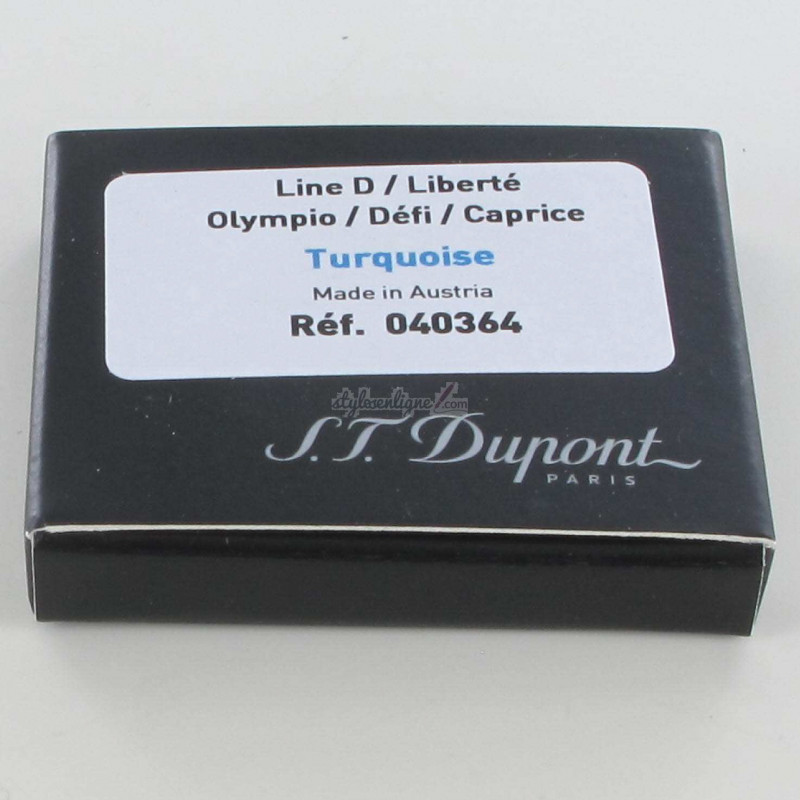 Line D / Liberté
Olympio / Défi / Caprice
Turquoise
Made in Austria
Réf. 040364
stylosenligne.com
S.T. Dupont
PARIS